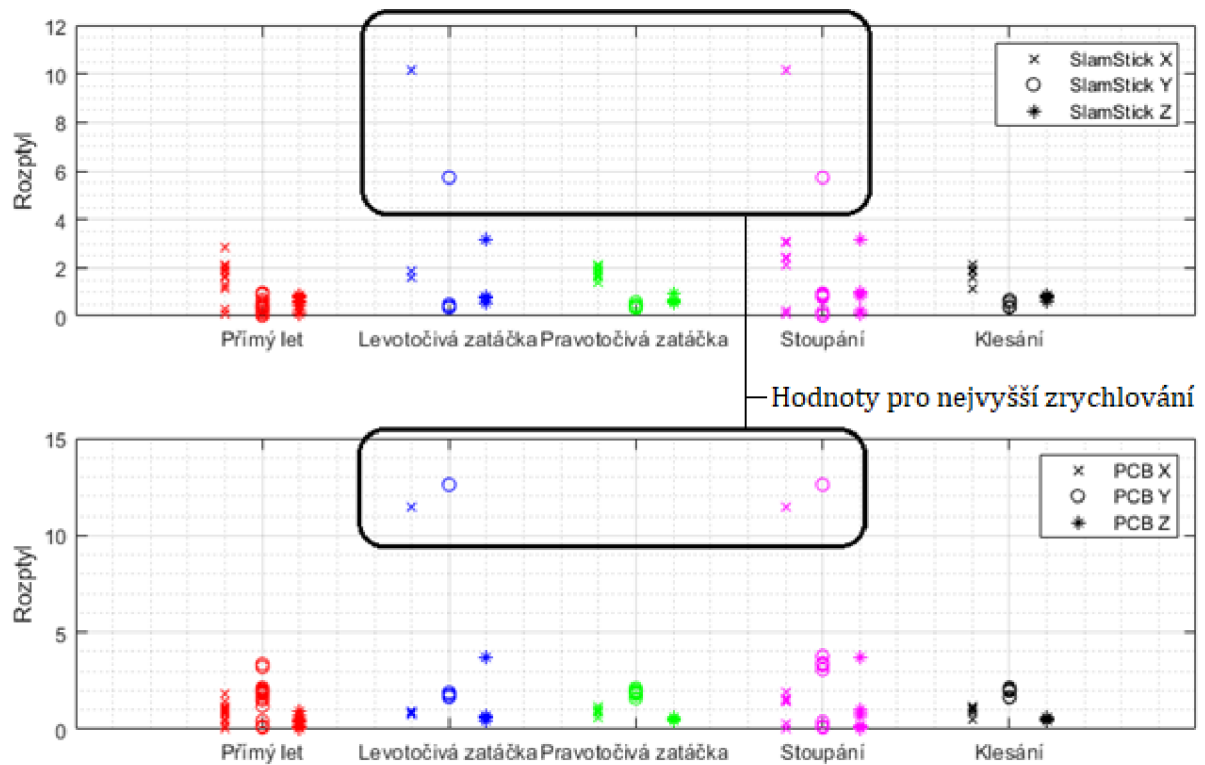 12
10
8
6
4
2
0
Rozptyl
SlamStick X
SlamStick Y
SlamStick Z
Přímý let
Levotočivá zatáčka
Pravotočivá zatáčka
Stoupání
Klesání
Hodnoty pro nejvyšší zrychlování
15
10
5
0
Rozptyl
PCB X
PCB Y
PCB Z
Přímý let
Levotočivá zatáčka
Pravotočivá zatáčka
Stoupání
Klesání